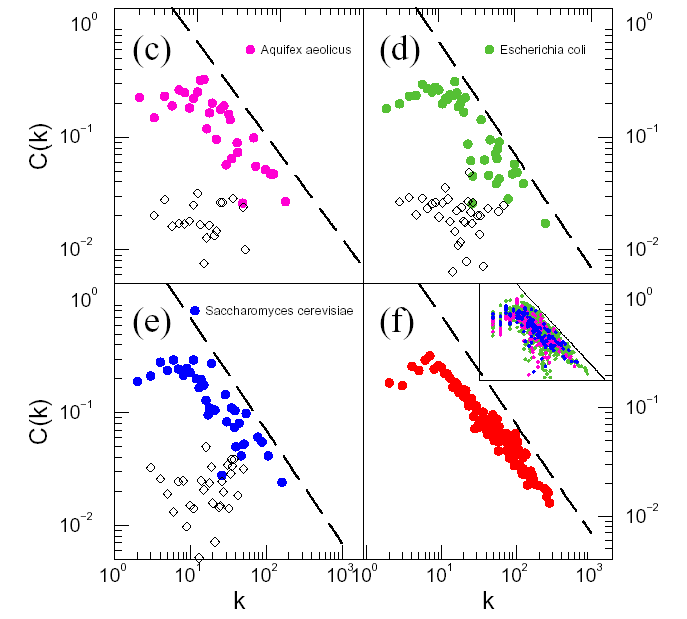 10⁰
(c)
Aquifex aeolicus
(d)
Escherichia coli
10⁰
C(k)
10⁻¹
10⁻¹
10⁻²
10⁻²
10⁰
(e)
Saccharomyces cerevisiae
(f)
10⁰
C(k)
10⁻¹
10⁻¹
10⁻²
10⁻²
10⁰
10¹
10²
10³
10⁰
10¹
10²
10³
k
k